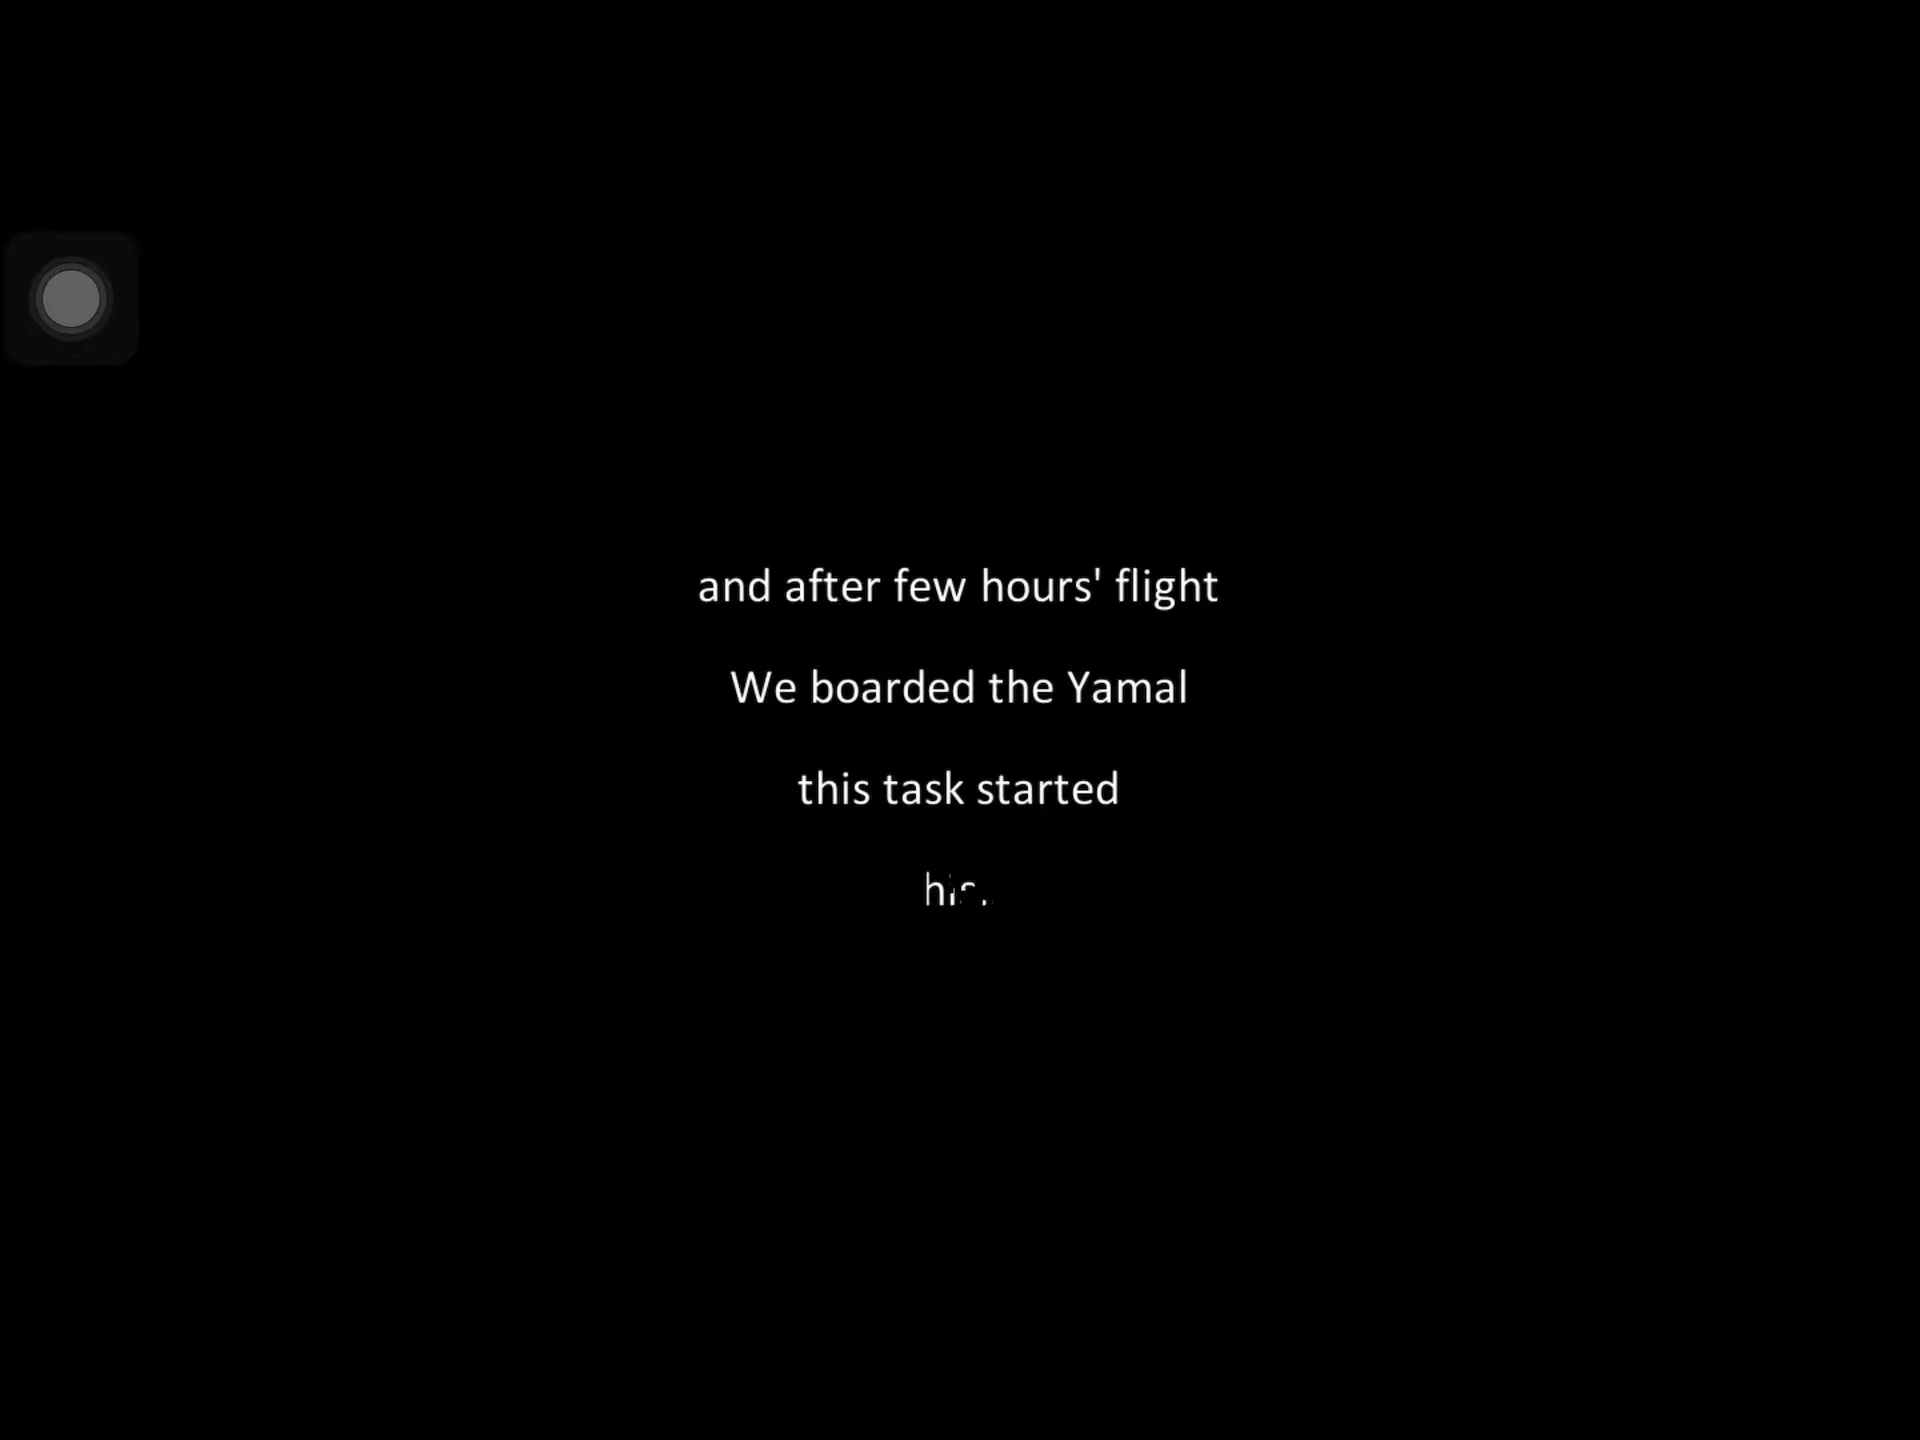 and after few hours' flight
We boarded the Yamal
this task started